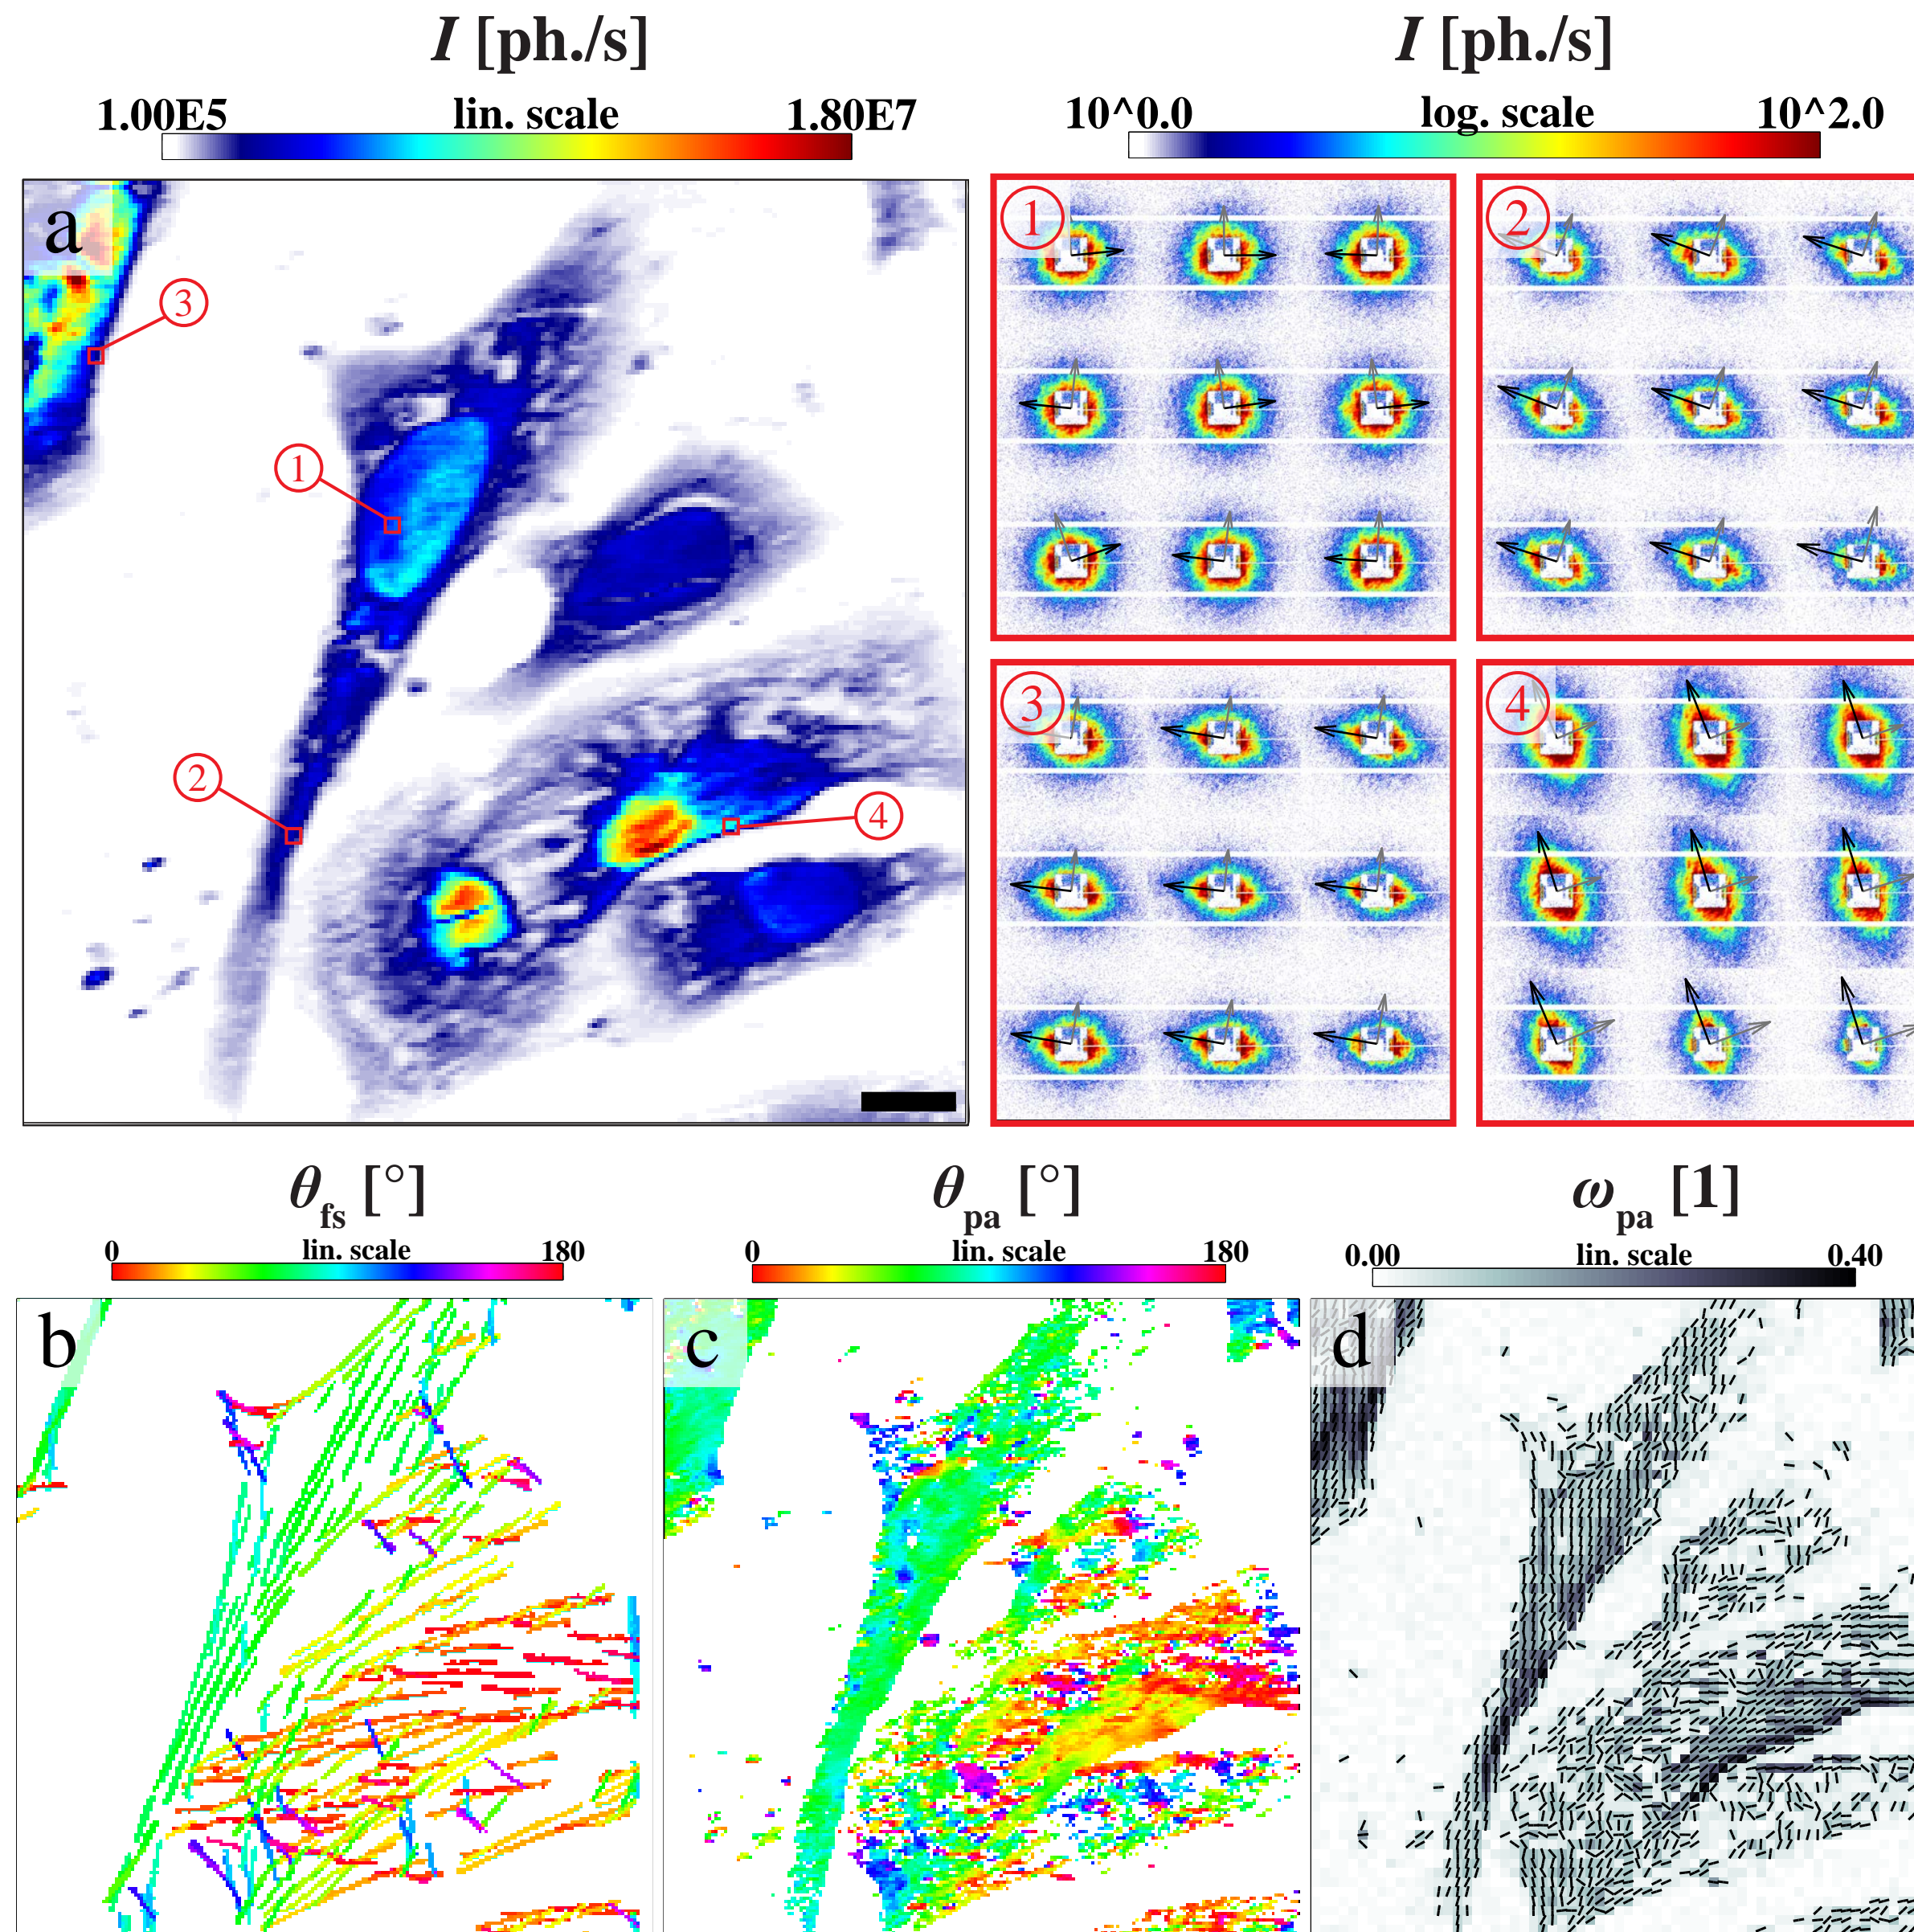 I [ph./s]
1.00E5 lin. scale 1.80E7
I [ph./s]
10^0.0 log. scale 10^2.0
a
3
1
2
4
1
2
3
4
θfs [°]
0 lin. scale 180
θpa [°]
0 lin. scale 180
ωpa [1]
0.00 lin. scale 0.40
b
c
d